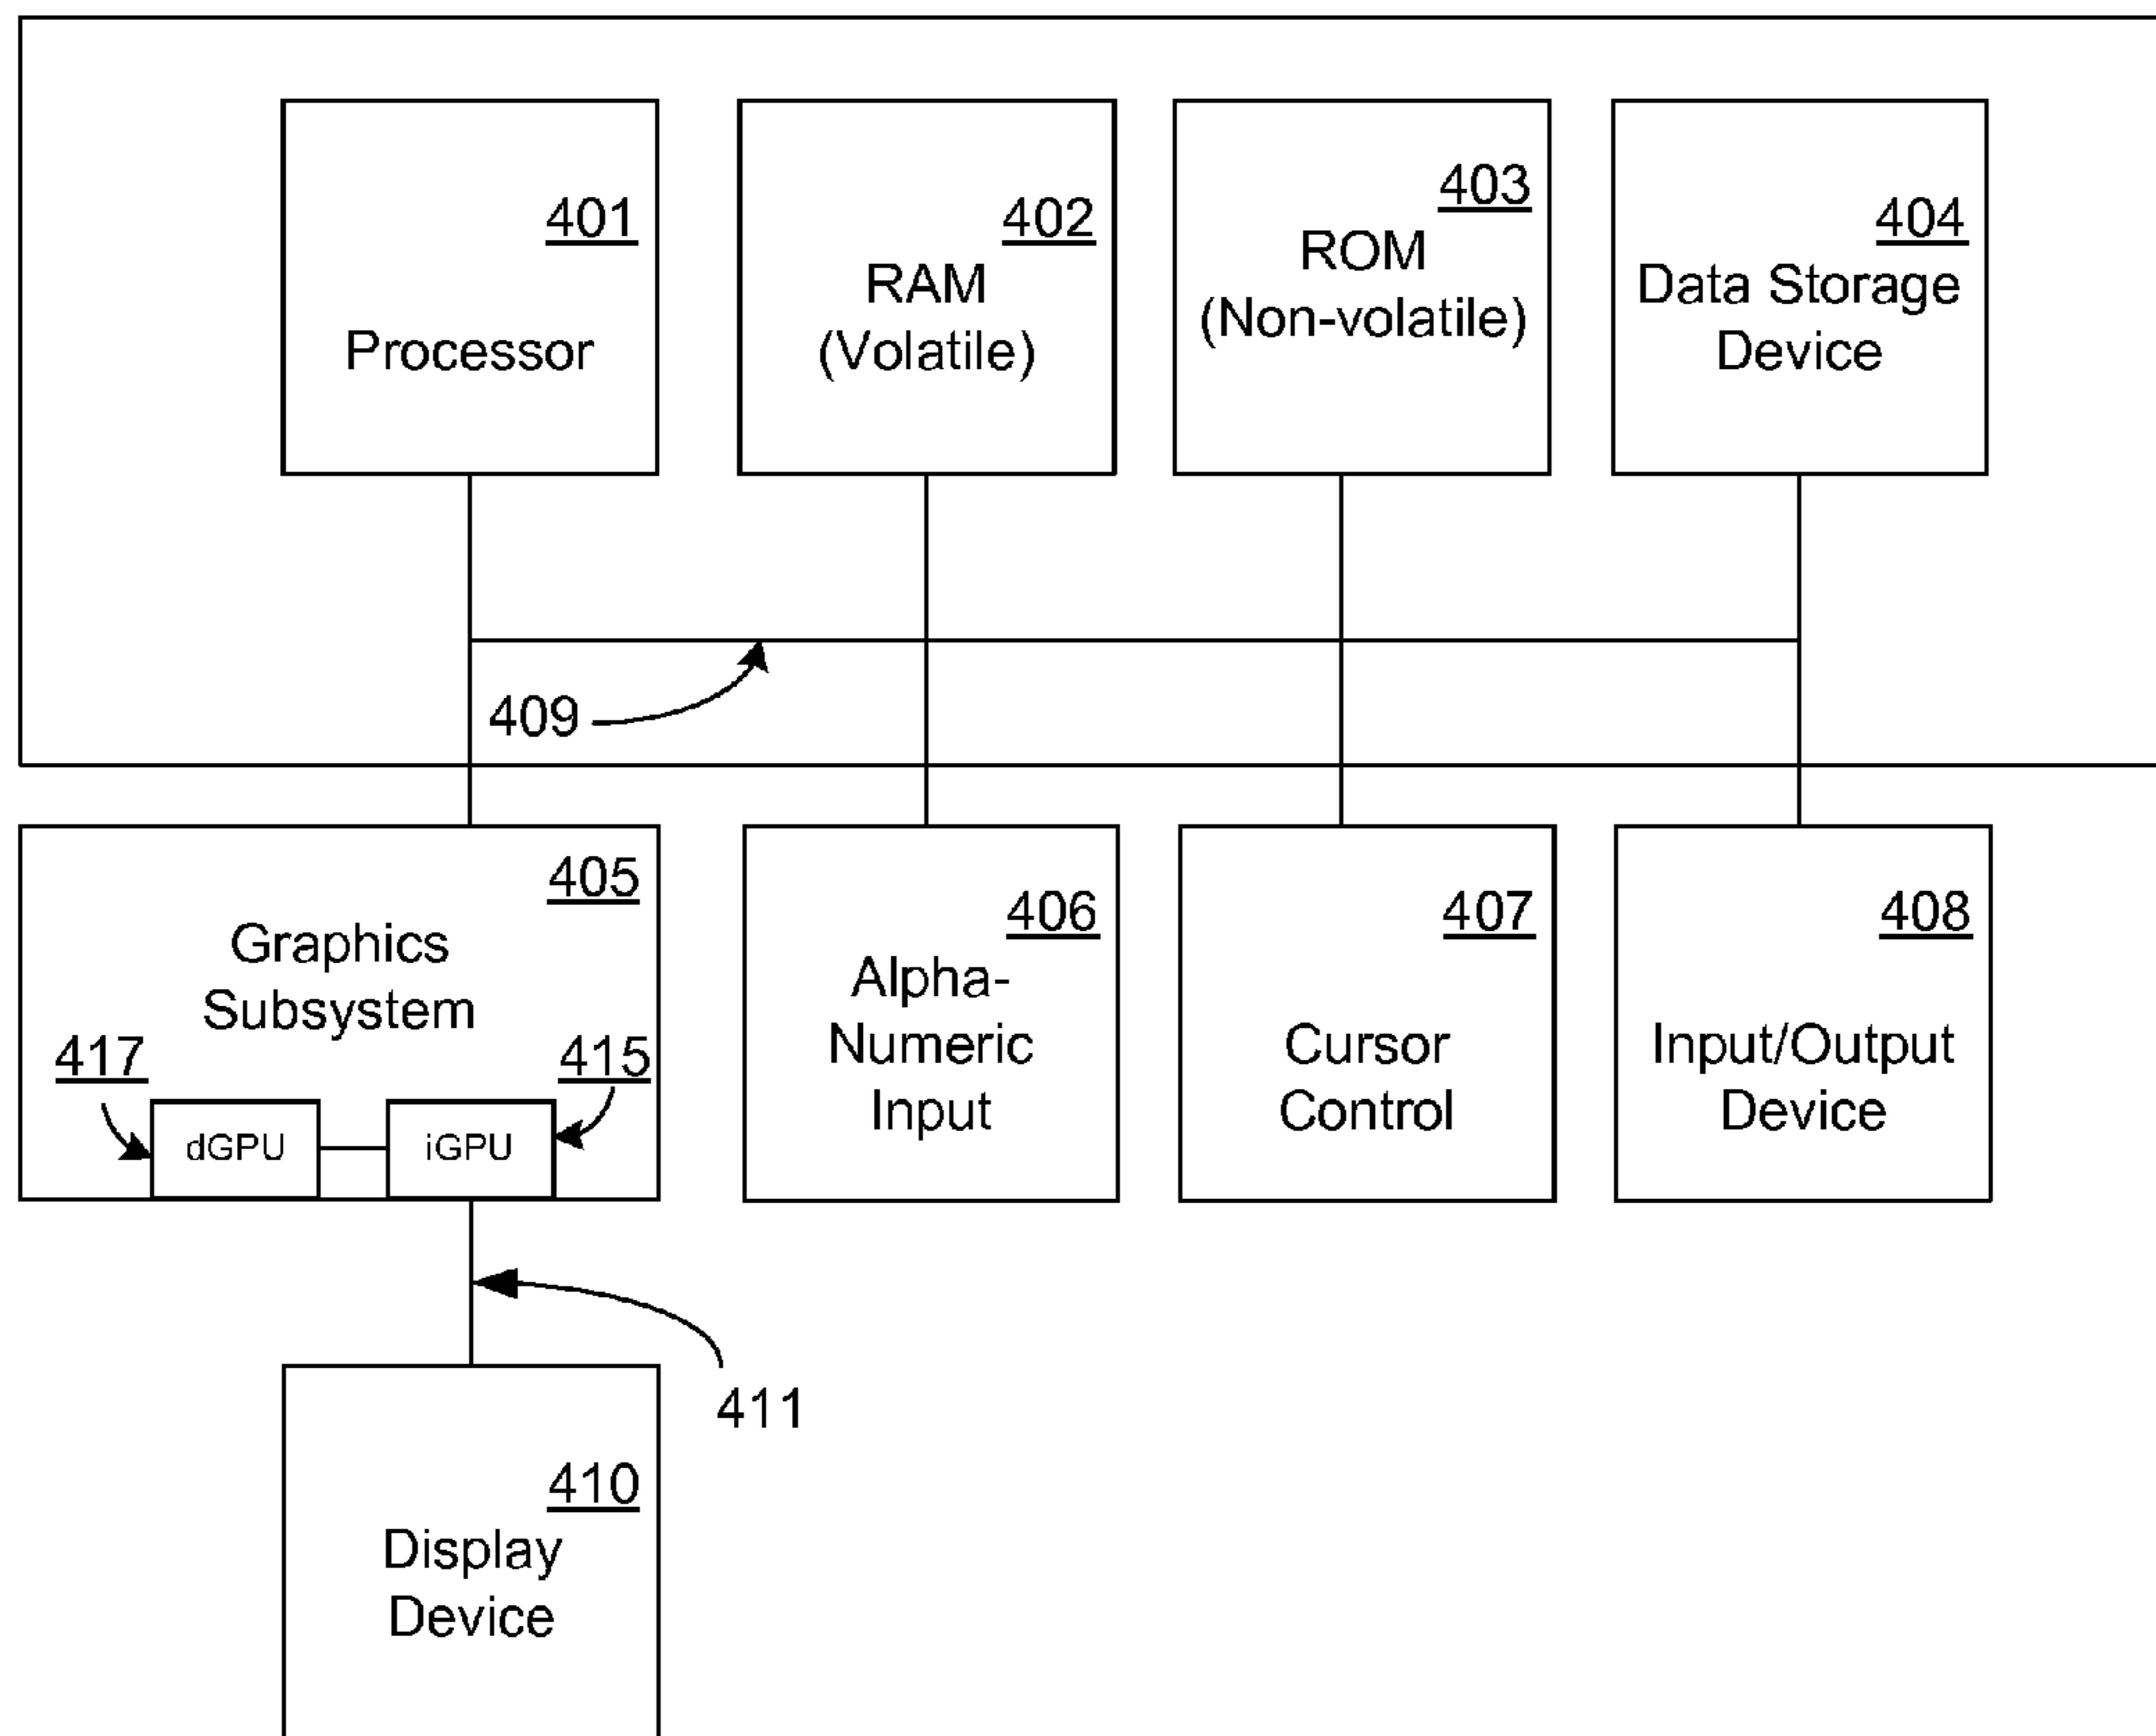 401
Processor
402
RAM
(Volatile)
403
ROM
(Non-volatile)
404
Data Storage
Device
409
405
Graphics
Subsystem
417
415
dGPU
iGPU
406
Alpha-
Numeric
Input
407
Cursor
Control
408
Input/Output
Device
411
410
Display
Device